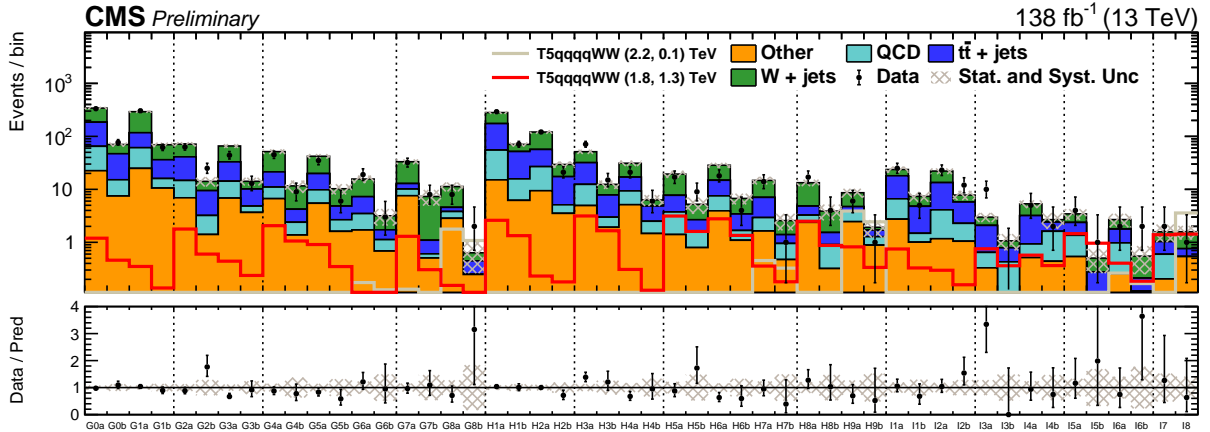 CMS Preliminary 138 fb⁻¹ (13 TeV)
Events / bin
T5qqqqWW (2.2, 0.1) TeV Other QCD tt̄ + jets
T5qqqqWW (1.8, 1.3) TeV W + jets Data Stat. and Syst. Unc
10³
10²
10
1
Data / Pred
4
3
2
1
0
G0a G0b G1a G1b G2a G2b G3a G3b G4a G4b G5a G5b G6a G6b G7a G7b G8a G8b H1a H1b H2a H2b H3a H3b H4a H4b H5a H5b H6a H6b H7a H7b H8a H8b H9a H9b I1a I1b I2a I2b I3a I3b I4a I4b I5a I5b I6a I6b I7 I8